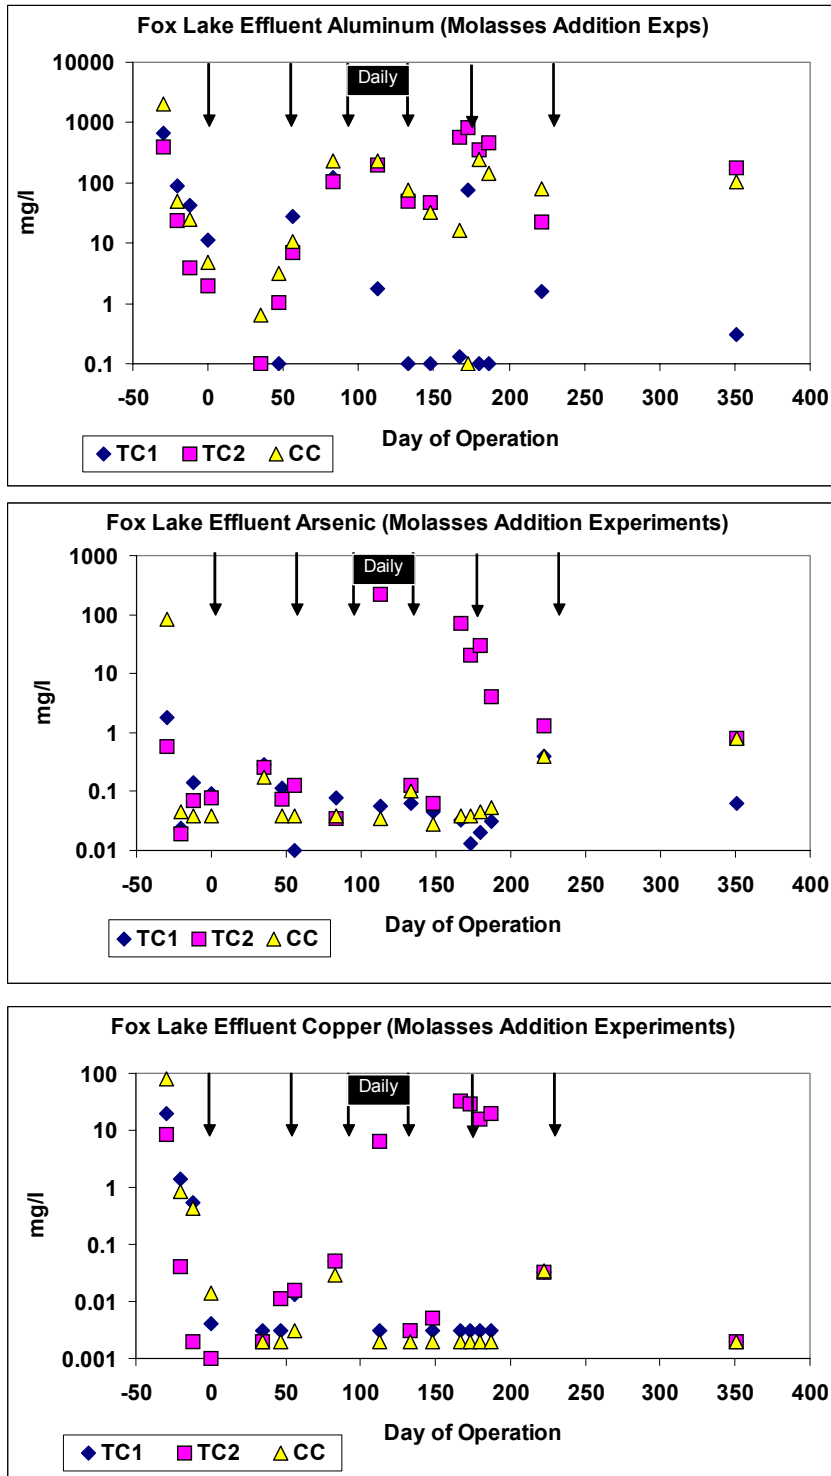 Fox Lake Effluent Aluminum (Molasses Addition Exps)
10000
1000
100
10
1
0.1
mg/l
Daily
-50 0 50 100 150 200 250 300 350 400
Day of Operation
TC1 TC2 CC
Fox Lake Effluent Arsenic (Molasses Addition Experiments)
1000
100
10
1
0.1
0.01
mg/l
Daily
-50 0 50 100 150 200 250 300 350 400
Day of Operation
TC1 TC2 CC
Fox Lake Effluent Copper (Molasses Addition Experiments)
100
10
1
0.1
0.01
0.001
mg/l
Daily
-50 0 50 100 150 200 250 300 350 400
Day of Operation
TC1 TC2 CC